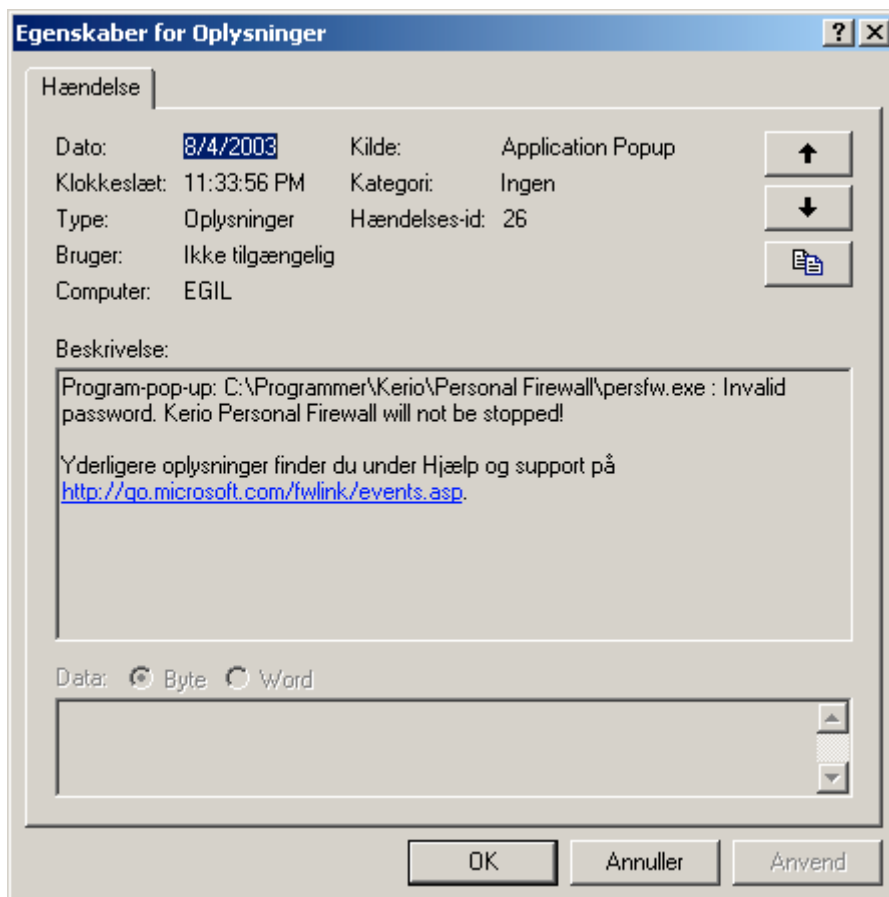 Egenskaber for Oplysninger
Hændelse
Dato: 8/4/2003 Kilde: Application Popup
Klokkeslæt: 11:33:56 PM Kategori: Ingen
Type: Oplysninger Hændelses-id: 26
Bruger: Ikke tilgængelig
Computer: EGIL
Beskrivelse:
Program-pop-up: C:\Programmer\Kerio\Personal Firewall\persfw.exe : Invalid
password. Kerio Personal Firewall will not be stopped!
Yderligere oplysninger finder du under Hjælp og support på
http://go.microsoft.com/fwlink/events.asp.
Data: Byte Word
OK Annuller Anvend